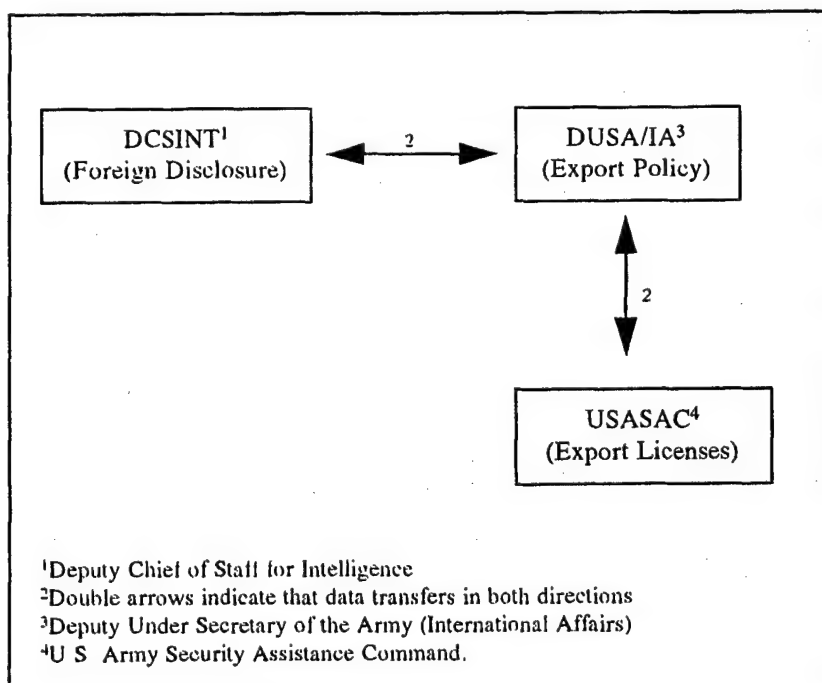 DCSINT¹
(Foreign Disclosure)
2
DUSA/IA³
(Export Policy)
2
USASAC⁴
(Export Licenses)
¹Deputy Chief of Staff for Intelligence
²Double arrows indicate that data transfers in both directions
³Deputy Under Secretary of the Army (International Affairs)
⁴U S Army Security Assistance Command.